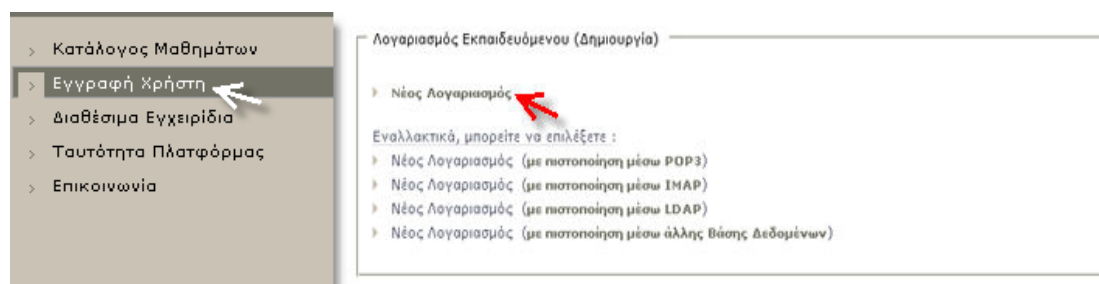 Κατάλογος Μαθημάτων
Εγγραφή Χρήστη
Διαθέσιμα Εγχειρίδια
Ταυτότητα Πλατφόρμας
Επικοινωνία
Λογαριασμός Εκπαιδευόμενου (Δημιουργία)
Νέος Λογαριασμός
Εναλλακτικά, μπορείτε να επιλέξετε :
Νέος Λογαριασμός (με πιστοποίηση μέσω POP3)
Νέος Λογαριασμός (με πιστοποίηση μέσω IMAP)
Νέος Λογαριασμός (με πιστοποίηση μέσω LDAP)
Νέος Λογαριασμός (με πιστοποίηση μέσω άλλης Βάσης Δεδομένων)